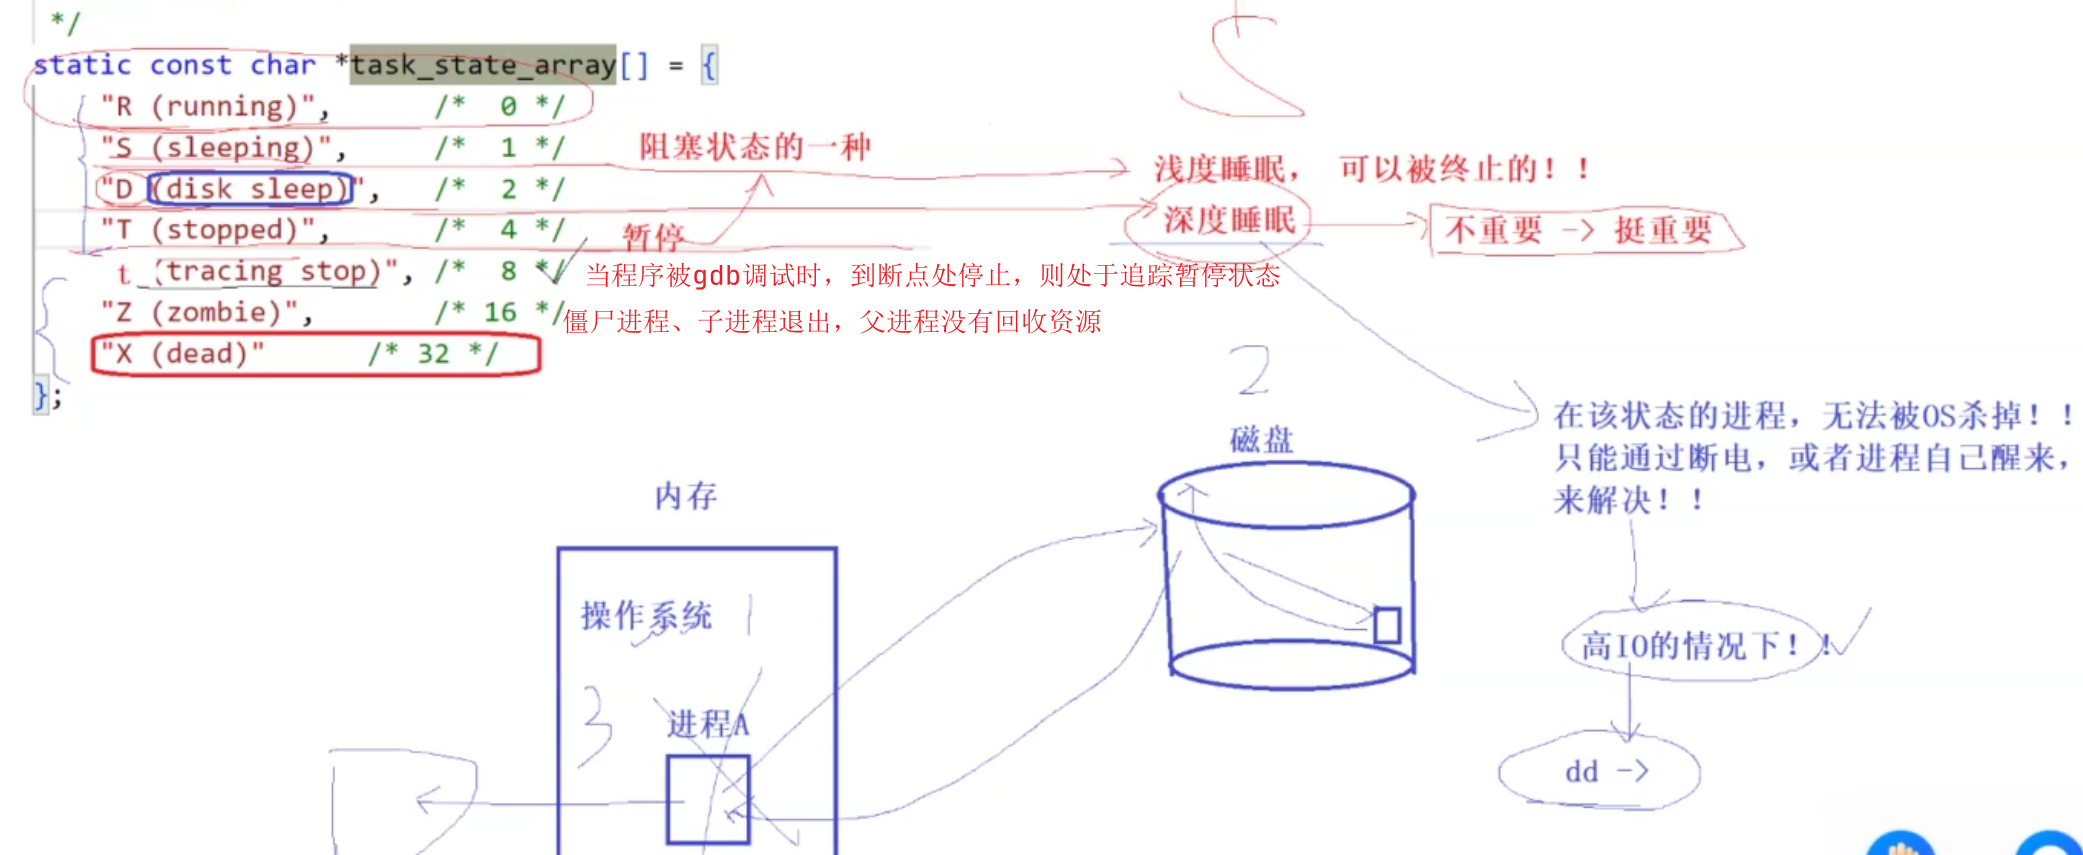 */
static const char *task_state_array[] = {
"R (running)", /* 0 */
"S (sleeping)", /* 1 */
阻塞状态的一种
浅度睡眠， 可以被终止的！！
"D (disk sleep)", /* 2 */
深度睡眠
不重要 -> 挺重要
"T (stopped)", /* 4 */
暂停
t (tracing stop)", /* 8 */
当程序被gdb调试时，到断点处停止，则处于追踪暂停状态
"Z (zombie)", /* 16 */
僵尸进程、子进程退出，父进程没有回收资源
"X (dead)" /* 32 */
};
2
磁盘
在该状态的进程，无法被OS杀掉！！
只能通过断电，或者进程自己醒来，
来解决！！
内存
操作系统 1
高IO的情况下！！
3
进程A
dd ->